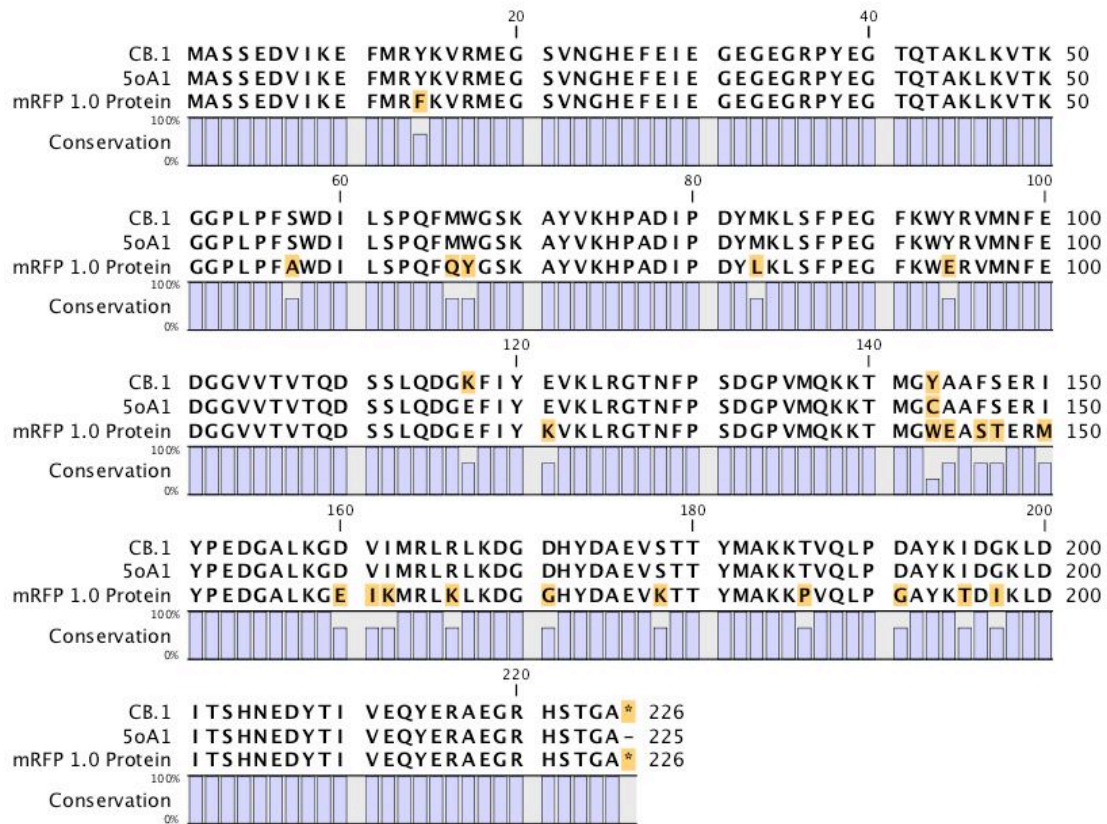 20 40
CB.1 MASSEDVIKE FMRYKVRMEG SVNGHEFEIE GEGEGRPYEG TQTAKLKVTK 50
5oA1 MASSEDVIKE FMRYKVRMEG SVNGHEFEIE GEGEGRPYEG TQTAKLKVTK 50
mRFP 1.0 Protein MASSEDVIKE FMRFKVRMEG SVNGHEFEIE GEGEGRPYEG TQTAKLKVTK 50
100%
Conservation
0%
60 80 100
CB.1 GGPLPFSWDI LSPQFMWGSK AYVKHPADIP DYMKLSFPEG FKWYRVMNFE 100
5oA1 GGPLPFSWDI LSPQFMWGSK AYVKHPADIP DYMKLSFPEG FKWYRVMNFE 100
mRFP 1.0 Protein GGPLPFAWDI LSPQFQYGSK AYVKHPADIP DYLKLSFPEG FKWERVMNFE 100
100%
Conservation
0%
120 140
CB.1 DGGVVTVTQD SSLQDGKFIY EVKLRGTNFP SDGPVMQKKT MGYAAFSERI 150
5oA1 DGGVVTVTQD SSLQDGEFIY EVKLRGTNFP SDGPVMQKKT MGCAAFSERI 150
mRFP 1.0 Protein DGGVVTVTQD SSLQDGEFIY KVKLRGTNFP SDGPVMQKKT MGWEASTERM 150
100%
Conservation
0%
160 180 200
CB.1 YPEDGALKGD VIMRLRLKDG DHYDAEVSTT YMAKKTVQLP DAYKIDGKLD 200
5oA1 YPEDGALKGD VIMRLRLKDG DHYDAEVSTT YMAKKTVQLP DAYKIDGKLD 200
mRFP 1.0 Protein YPEDGALKGE IKMRLKLKDG GHYDAEVKTT YMAKKPVQLP GAYKTDIKLD 200
100%
Conservation
0%
220
CB.1 ITSHNEDYTI VEQYERAEGR HSTGA* 226
5oA1 ITSHNEDYTI VEQYERAEGR HSTGA- 225
mRFP 1.0 Protein ITSHNEDYTI VEQYERAEGR HSTGA* 226
100%
Conservation
0%